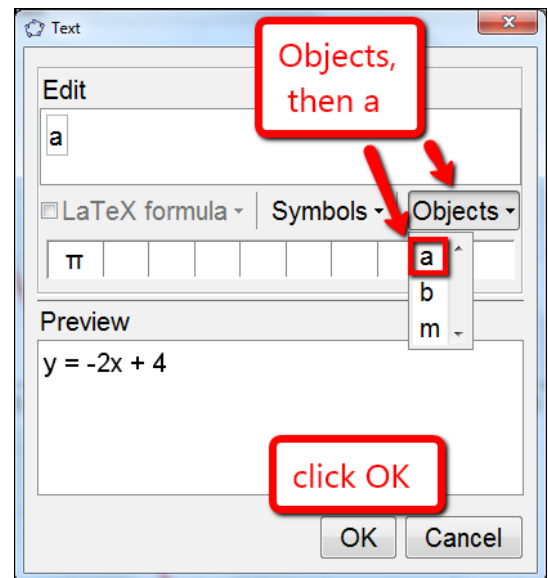 Text
x
Objects,
then a
Edit
a
LaTeX formula
Symbols
Objects
π
a
b
m
Preview
y = -2x + 4
click OK
OK
Cancel